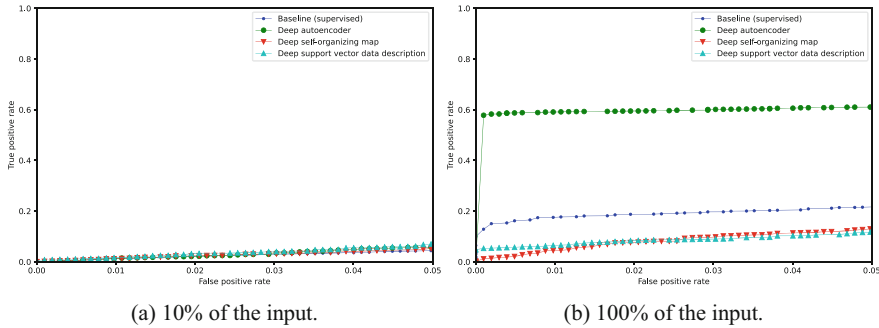 1.0
0.8
0.6
0.4
0.2
0.0
True positive rate
Baseline (supervised)
Deep autoencoder
Deep self-organizing map
Deep support vector data description
0.00 0.01 0.02 0.03 0.04 0.05
False positive rate
(a) 10% of the input.
1.0
0.8
0.6
0.4
0.2
0.0
True positive rate
Baseline (supervised)
Deep autoencoder
Deep self-organizing map
Deep support vector data description
0.00 0.01 0.02 0.03 0.04 0.05
False positive rate
(b) 100% of the input.